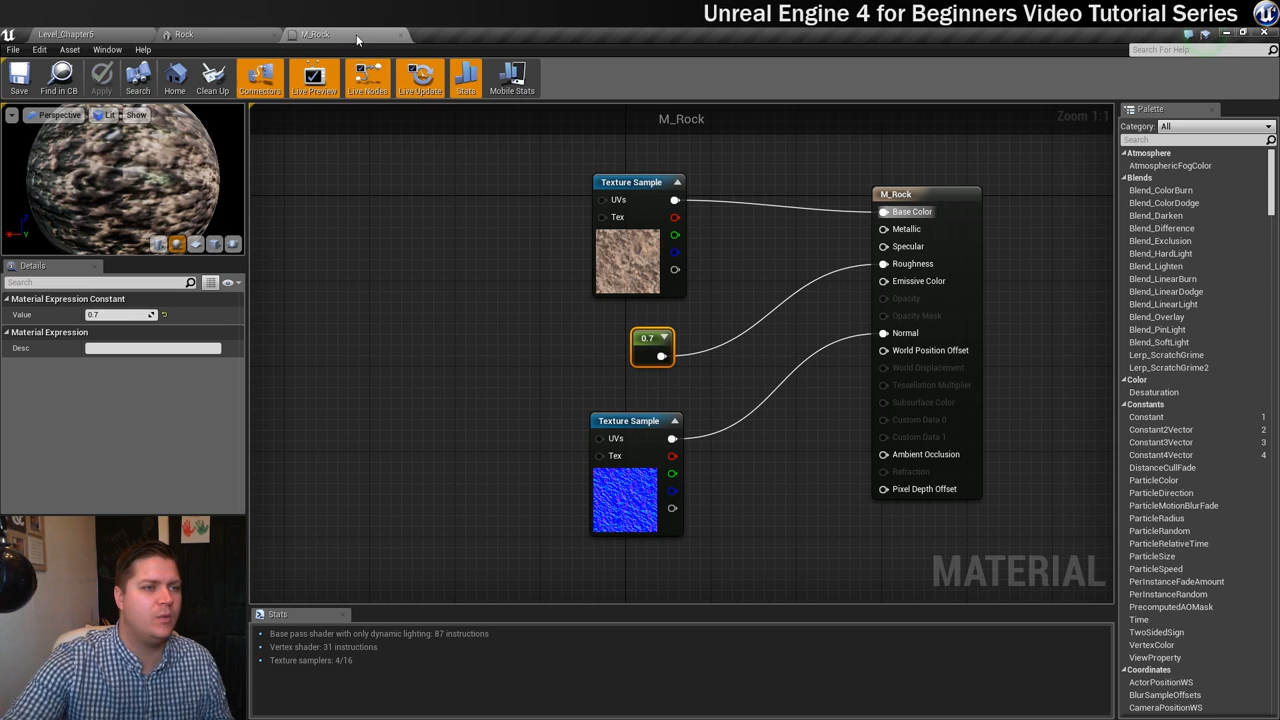 Unreal Engine 4 for Beginners Video Tutorial Series
Level_Chapter5
Rock
M_Rock
File
Edit
Asset
Window
Help
Search For Help
Save
Find in CB
Apply
Search
Home
Clean Up
Connectors
Live Preview
Live Nodes
Live Update
Stats
Mobile Stats
Perspective
Lit
Show
M_Rock
Zoom 1:1
Details
Search
Material Expression Constant
Value
0.7
Material Expression
Desc
Texture Sample
UVs
Tex
0.7
Texture Sample
UVs
Tex
M_Rock
Base Color
Metallic
Specular
Roughness
Emissive Color
Opacity
Opacity Mask
Normal
World Position Offset
World Displacement
Tessellation Multiplier
Subsurface Color
Custom Data 0
Custom Data 1
Ambient Occlusion
Refraction
Pixel Depth Offset
MATERIAL
Stats
Base pass shader with only dynamic lighting: 87 instructions
Vertex shader: 31 instructions
Texture samplers: 4/16
Palette
Category: All
Search
Atmosphere
AtmosphericFogColor
Blends
Blend_ColorBurn
Blend_ColorDodge
Blend_Darken
Blend_Difference
Blend_Exclusion
Blend_HardLight
Blend_Lighten
Blend_LinearBurn
Blend_LinearDodge
Blend_LinearLight
Blend_Overlay
Blend_PinLight
Blend_SoftLight
Lerp_ScratchGrime
Lerp_ScratchGrime2
Color
Desaturation
Constants
Constant 1
Constant2Vector 2
Constant3Vector 3
Constant4Vector 4
DistanceCullFade
ParticleColor
ParticleDirection
ParticleMotionBlurFade
ParticleRadius
ParticleRandom
ParticleRelativeTime
ParticleSize
ParticleSpeed
PerInstanceFadeAmount
PerInstanceRandom
PrecomputedAOMask
Time
TwoSidedSign
VertexColor
ViewProperty
Coordinates
ActorPositionWS
BlurSampleOffsets
CameraPositionWS